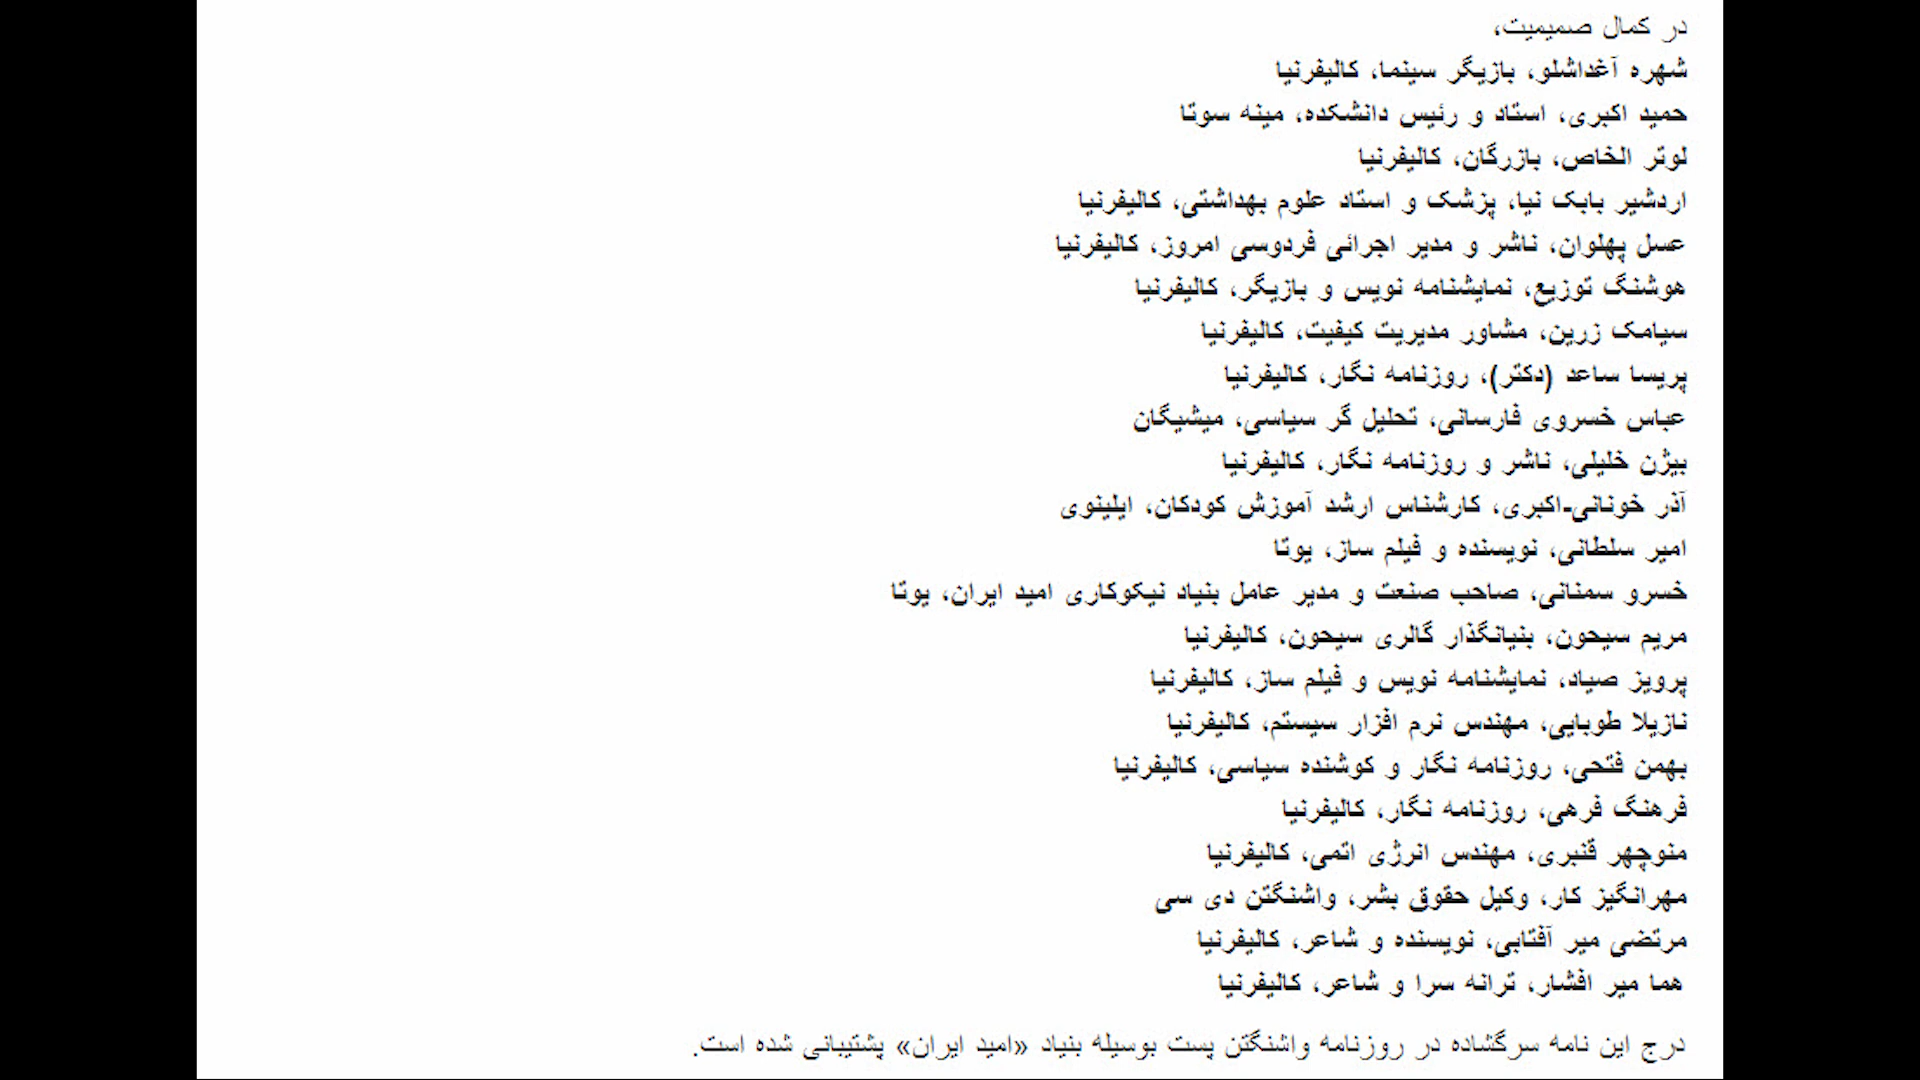 در کمال صمیمیت،
شهره آغداشلو، بازیگر سینما، کالیفرنیا
حمید اکبری، استاد و رئیس دانشکده، مینه سوتا
لوتر الخاص، بازرگان، کالیفرنیا
اردشیر بابک نیا، پزشک و استاد علوم بهداشتی، کالیفرنیا
عسل پهلوان، ناشر و مدیر اجرائی فردوسی امروز، کالیفرنیا
هوشنگ توزیع، نمایشنامه نویس و بازیگر، کالیفرنیا
سیامک زرین، مشاور مدیریت کیفیت، کالیفرنیا
پریسا ساعد (دکتر)، روزنامه نگار، کالیفرنیا
عباس خسروی فارسانی، تحلیل گر سیاسی، میشیگان
بیژن خلیلی، ناشر و روزنامه نگار، کالیفرنیا
آذر خونانی-اکبری، کارشناس ارشد آموزش کودکان، ایلینوی
امیر سلطانی، نویسنده و فیلم ساز، یوتا
خسرو سمنانی، صاحب صنعت و مدیر عامل بنیاد نیکوکاری امید ایران، یوتا
مریم سیحون، بنیانگذار گالری سیحون، کالیفرنیا
پرویز صیاد، نمایشنامه نویس و فیلم ساز، کالیفرنیا
نازیلا طوبایی، مهندس نرم افزار سیستم، کالیفرنیا
بهمن فتحی، روزنامه نگار و کوشنده سیاسی، کالیفرنیا
فرهنگ فرهی، روزنامه نگار، کالیفرنیا
منوچهر قنبری، مهندس انرژی اتمی، کالیفرنیا
مهرانگیز کار، وکیل حقوق بشر، واشنگتن دی سی
مرتضی میر آفتابی، نویسنده و شاعر، کالیفرنیا
هما میر افشار، ترانه سرا و شاعر، کالیفرنیا
درج این نامه سرگشاده در روزنامه واشنگتن پست بوسیله بنیاد «امید ایران» پشتیبانی شده است.